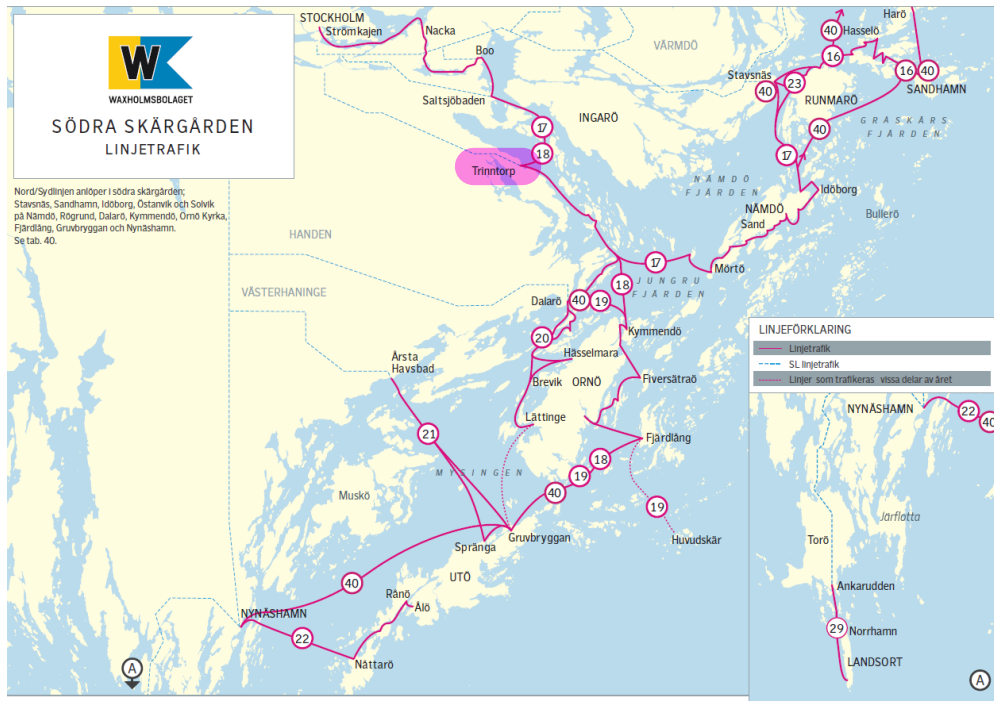 W
WAXHOLMSBOLAGET
SÖDRA SKÄRGÅRDEN
LINJETRAFIK
Nord/Sydlinjen anlöper i södra skärgården;
Stavsnäs, Sandhamn, Idöborg, Östanvik och Solvik
på Nämdö, Rögrund, Dalarö, Kymmendö, Ornö Kyrka,
Fjärdlång, Gruvbryggan och Nynäshamn.
Se tab. 40.
STOCKHOLM
Strömkajen
Nacka
Boo
Saltsjöbaden
17
18
Trinntorp
INGARÖ
VÄRMDÖ
Harö
40
Hasselö
16
Stavsnäs
23
40
RUNMARÖ
16
40
SANDHAMN
40
GRÄSKÄRS
FJÄRDEN
17
NÄMDÖ
FJÄRDEN
Idöborg
NÄMDÖ
Sand
Bullerö
HANDEN
VÄSTERHANINGE
17
Mörtö
18
JUNGRU
FJÄRDEN
Dalarö
40
19
20
Kymmendö
Hässelmara
Årsta
Havsbad
Brevik
ORNÖ
Fiversätraö
Lättinge
21
Fjärdlång
18
MYSINGEN
19
40
Muskö
19
Gruvbryggan
Huvudskär
Spränga
UTÖ
40
Rånö
Ålö
NYNÄSHAMN
22
Nåttarö
A
LINJEFÖRKLARING
Linjetrafik
SL linjetrafik
Linjer som trafikeras vissa delar av året
NYNÄSHAMN
22
40
Järflotta
Torö
Ankarudden
29
Norrhamn
LANDSORT
A